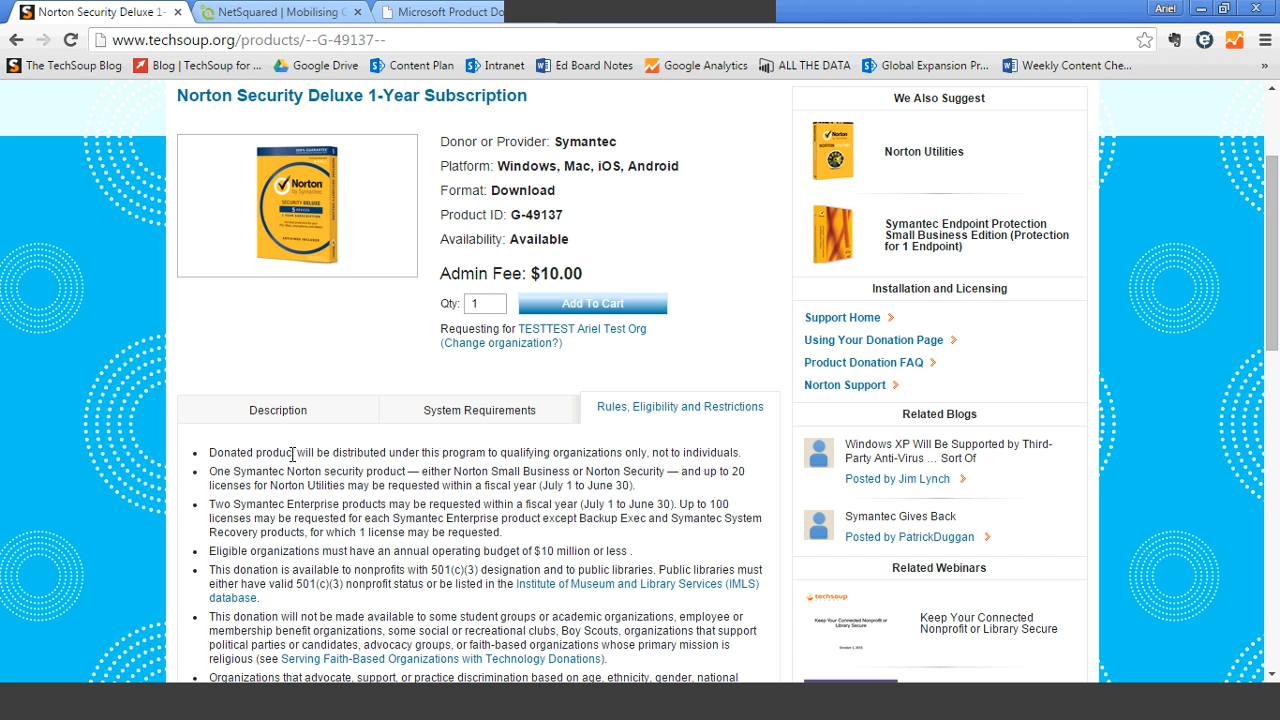 Norton Security Deluxe 1-
NetSquared | Mobilising C
Microsoft Product Do
Ariel
www.techsoup.org/products/--G-49137--
The TechSoup Blog
Blog | TechSoup for ...
Google Drive
Content Plan
Intranet
Ed Board Notes
Google Analytics
ALL THE DATA
Global Expansion Pr...
Weekly Content Che...
»
Norton Security Deluxe 1-Year Subscription
Norton
by Symantec
SECURITY DELUXE
5 DEVICES
Donor or Provider: Symantec
Platform: Windows, Mac, iOS, Android
Format: Download
Product ID: G-49137
Availability: Available
Admin Fee: $10.00
Qty: 1
Add To Cart
Requesting for TESTTEST Ariel Test Org
(Change organization?)
Description
System Requirements
Rules, Eligibility and Restrictions
• Donated product will be distributed under this program to qualifying organizations only, not to individuals.
• One Symantec Norton security product — either Norton Small Business or Norton Security — and up to 20
licenses for Norton Utilities may be requested within a fiscal year (July 1 to June 30).
• Two Symantec Enterprise products may be requested within a fiscal year (July 1 to June 30). Up to 100
licenses may be requested for each Symantec Enterprise product except Backup Exec and Symantec System
Recovery products, for which 1 license may be requested.
• Eligible organizations must have an annual operating budget of $10 million or less .
• This donation is available to nonprofits with 501(c)(3) designation and to public libraries. Public libraries must
either have valid 501(c)(3) nonprofit status or be listed in the Institute of Museum and Library Services (IMLS)
database.
• This donation will not be made available to some student groups or academic organizations, employee or
membership benefit organizations, some social or recreational clubs, Boy Scouts, organizations that support
political parties or candidates, advocacy groups, or faith-based organizations whose primary mission is
religious (see Serving Faith-Based Organizations with Technology Donations).
• Organizations that advocate, support, or practice discrimination based on age, ethnicity, gender, national
We Also Suggest
Norton Utilities
Symantec Endpoint Protection
Small Business Edition (Protection
for 1 Endpoint)
Installation and Licensing
Support Home
Using Your Donation Page
Product Donation FAQ
Norton Support
Related Blogs
Windows XP Will Be Supported by Third-
Party Anti-Virus ... Sort Of
Posted by Jim Lynch
Symantec Gives Back
Posted by PatrickDuggan
Related Webinars
techsoup
Keep Your Connected Nonprofit or
Library Secure
Keep Your Connected
Nonprofit or Library Secure